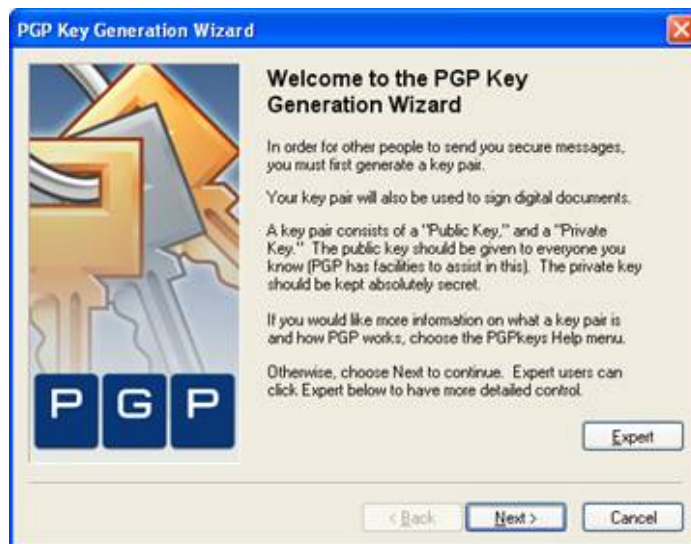 PGP Key Generation Wizard
Welcome to the PGP Key
Generation Wizard
In order for other people to send you secure messages,
you must first generate a key pair.
Your key pair will also be used to sign digital documents.
A key pair consists of a "Public Key," and a "Private
Key." The public key should be given to everyone you
know (PGP has facilities to assist in this). The private key
should be kept absolutely secret.
If you would like more information on what a key pair is
and how PGP works, choose the PGPkeys Help menu.
Otherwise, choose Next to continue. Expert users can
click Expert below to have more detailed control.
P G P
Expert
< Back Next > Cancel